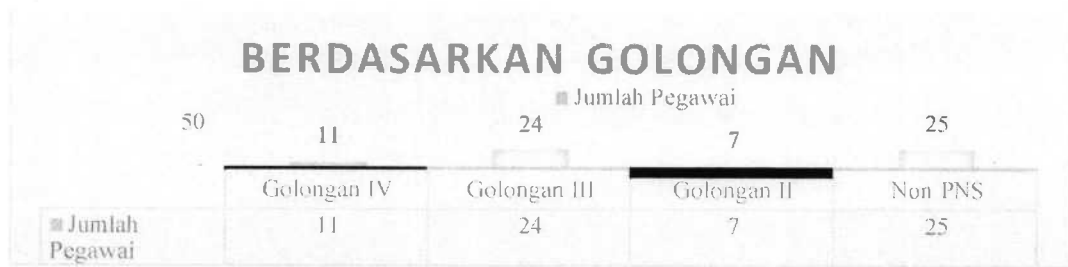 BERDASARKAN GOLONGAN
Jumlah Pegawai
50 11 24 7 25
Golongan IV Golongan III Golongan II Non PNS
Jumlah Pegawai 11 24 7 25